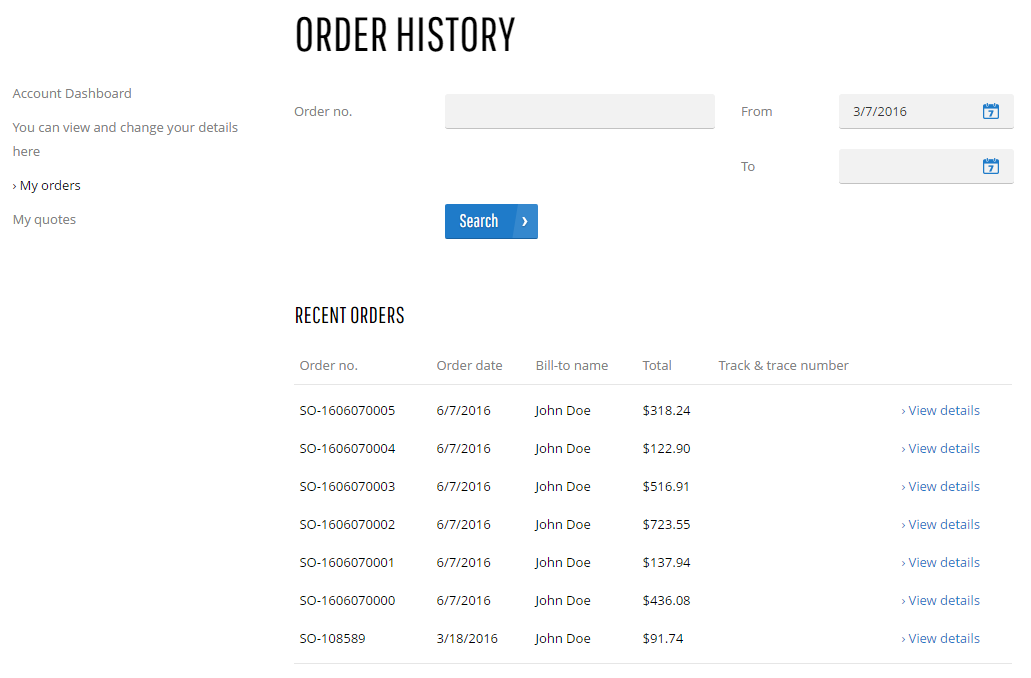 ORDER HISTORY
Account Dashboard
You can view and change your details
here
› My orders
My quotes
Order no.
From
3/7/2016
7
To
7
Search ›
RECENT ORDERS
Order no. Order date Bill-to name Total Track & trace number
SO-1606070005 6/7/2016 John Doe $318.24 › View details
SO-1606070004 6/7/2016 John Doe $122.90 › View details
SO-1606070003 6/7/2016 John Doe $516.91 › View details
SO-1606070002 6/7/2016 John Doe $723.55 › View details
SO-1606070001 6/7/2016 John Doe $137.94 › View details
SO-1606070000 6/7/2016 John Doe $436.08 › View details
SO-108589 3/18/2016 John Doe $91.74 › View details